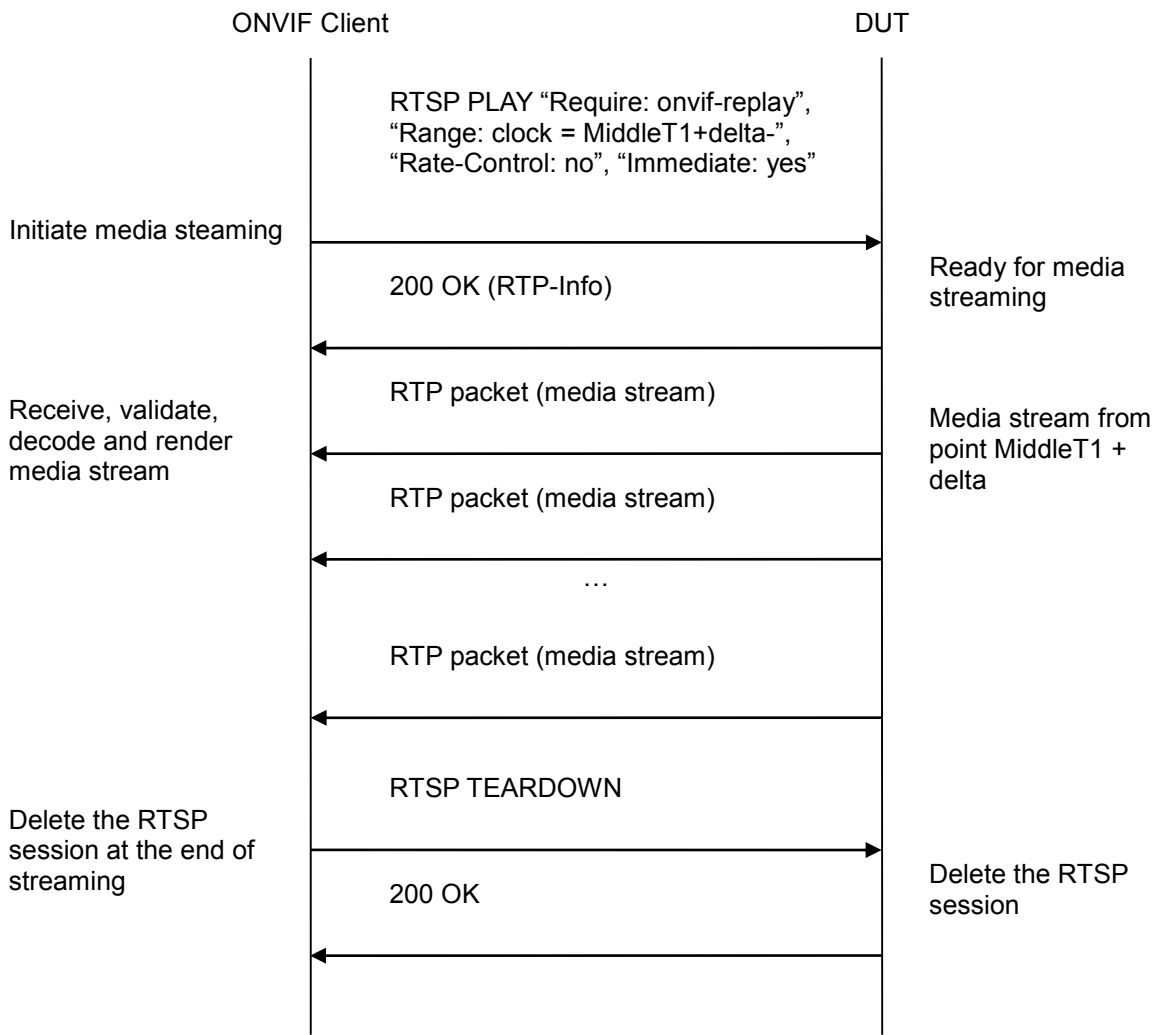 ONVIF Client
DUT
RTSP PLAY “Require: onvif-replay”,
“Range: clock = MiddleT1+delta-”,
“Rate-Control: no”, “Immediate: yes”
Initiate media steaming
Ready for media
streaming
200 OK (RTP-Info)
RTP packet (media stream)
Receive, validate,
decode and render
media stream
Media stream from
point MiddleT1 +
delta
RTP packet (media stream)
…
RTP packet (media stream)
RTSP TEARDOWN
Delete the RTSP
session at the end of
streaming
Delete the RTSP
session
200 OK